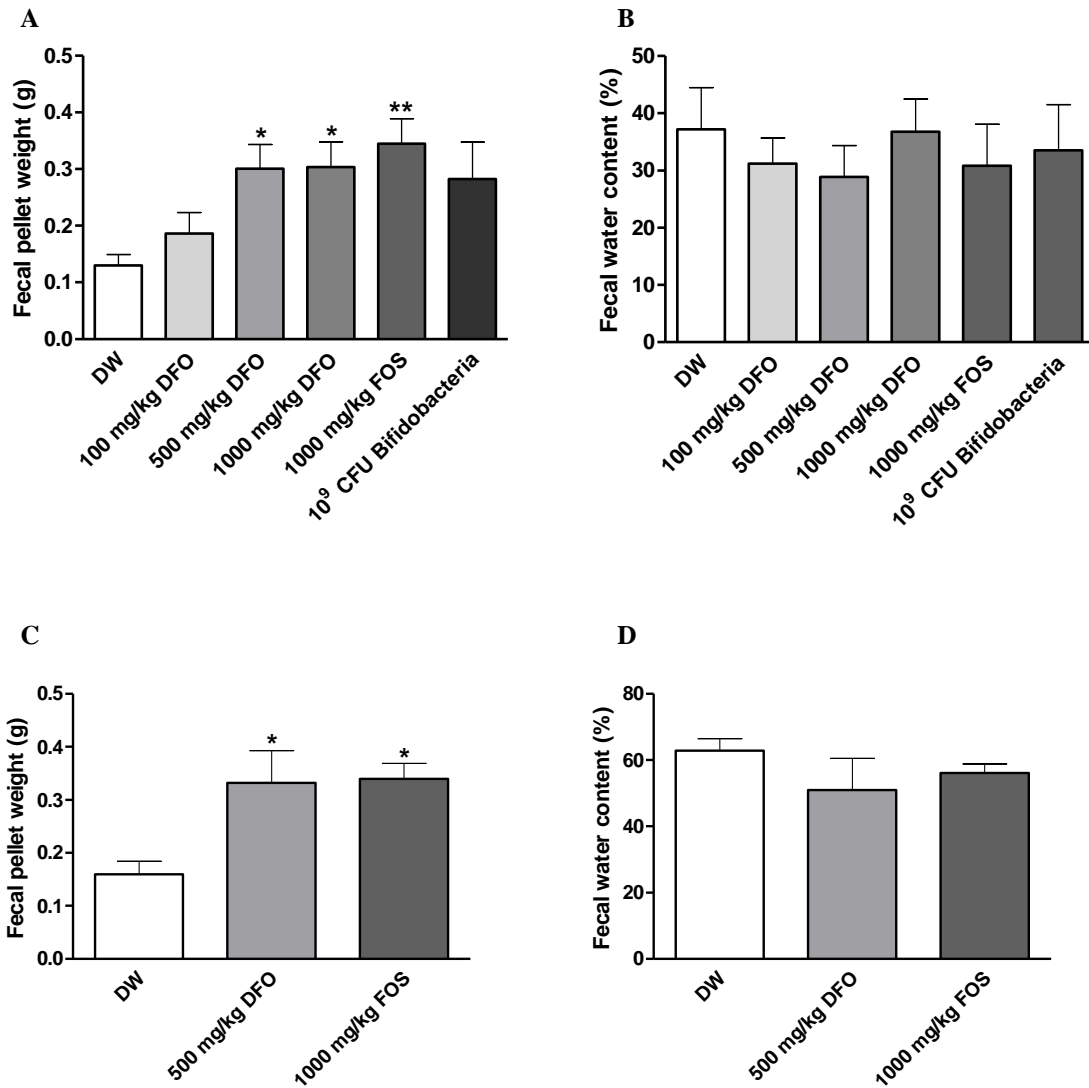 A
Fecal pellet weight (g)
0.5
0.4
0.3
0.2
0.1
0.0
*
*
**
DW
100 mg/kg DFO
500 mg/kg DFO
1000 mg/kg DFO
1000 mg/kg FOS
10⁹ CFU Bifidobacteria
B
Fecal water content (%)
50
40
30
20
10
0
DW
100 mg/kg DFO
500 mg/kg DFO
1000 mg/kg DFO
1000 mg/kg FOS
10⁹ CFU Bifidobacteria
C
Fecal pellet weight (g)
0.5
0.4
0.3
0.2
0.1
0.0
*
*
DW
500 mg/kg DFO
1000 mg/kg FOS
D
Fecal water content (%)
80
60
40
20
0
DW
500 mg/kg DFO
1000 mg/kg FOS